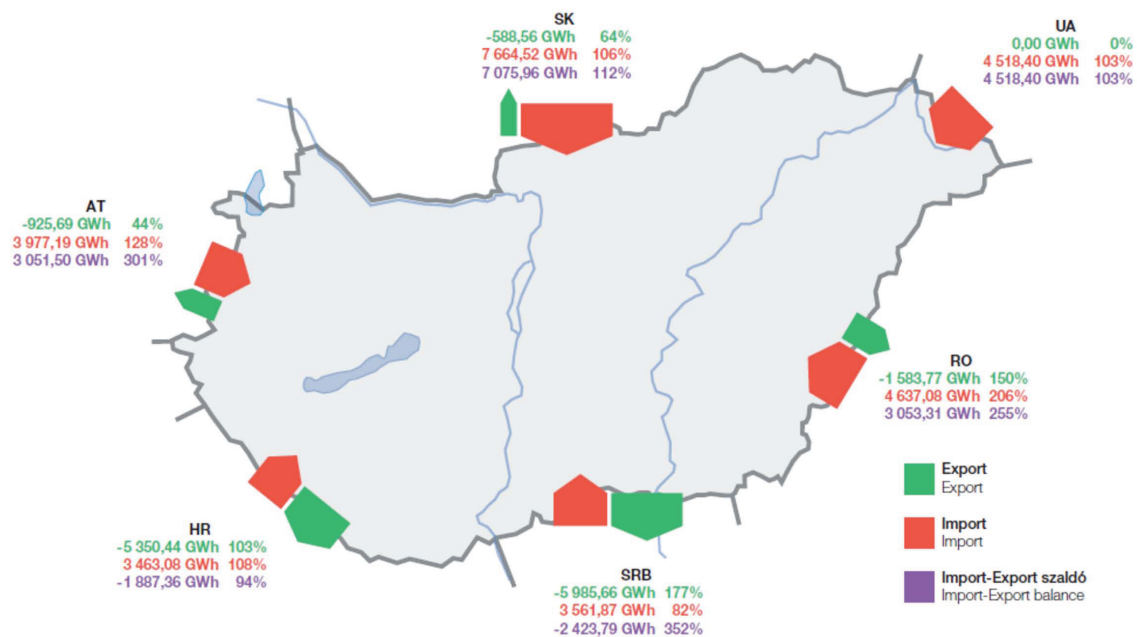 SK
-588,56 GWh 64%
7 664,52 GWh 106%
7 075,96 GWh 112%
UA
0,00 GWh 0%
4 518,40 GWh 103%
4 518,40 GWh 103%
AT
-925,69 GWh 44%
3 977,19 GWh 128%
3 051,50 GWh 301%
RO
-1 583,77 GWh 150%
4 637,08 GWh 206%
3 053,31 GWh 255%
HR
-5 350,44 GWh 103%
3 463,08 GWh 108%
-1 887,36 GWh 94%
SRB
-5 985,66 GWh 177%
3 561,87 GWh 82%
-2 423,79 GWh 352%
Export
Export
Import
Import
Import-Export szaldó
Import-Export balance